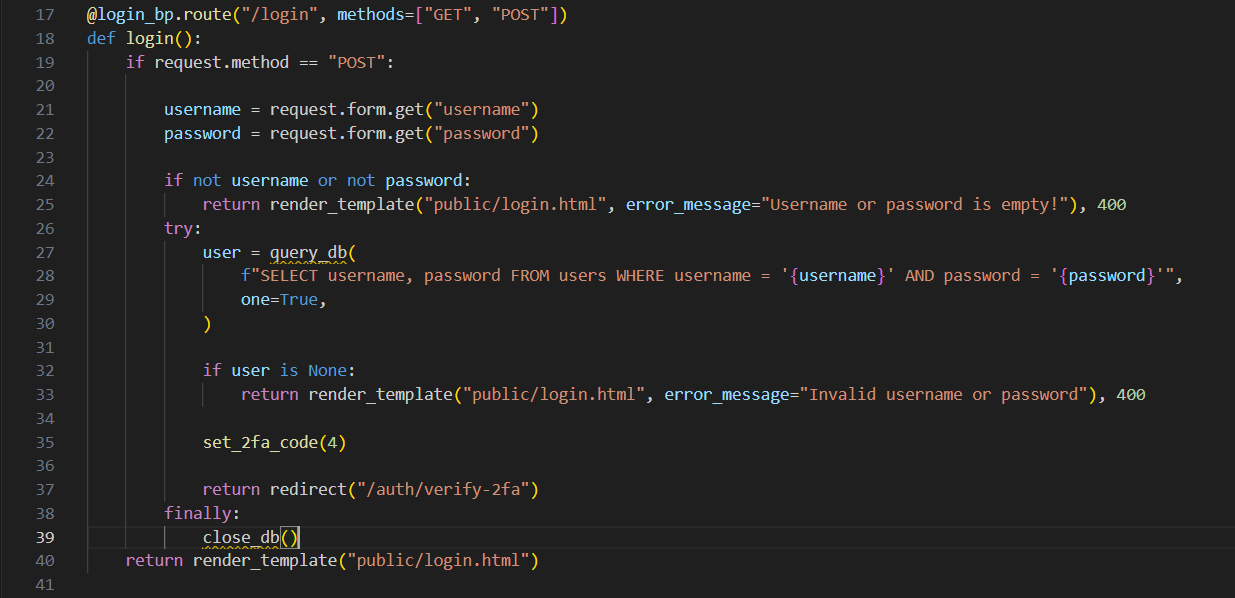 17 @login_bp.route("/login", methods=["GET", "POST"])
18 def login():
19     if request.method == "POST":
20
21         username = request.form.get("username")
22         password = request.form.get("password")
23
24         if not username or not password:
25             return render_template("public/login.html", error_message="Username or password is empty!"), 400
26         try:
27             user = query_db(
28                 f"SELECT username, password FROM users WHERE username = '{username}' AND password = '{password}'",
29                 one=True,
30             )
31
32             if user is None:
33                 return render_template("public/login.html", error_message="Invalid username or password"), 400
34
35             set_2fa_code(4)
36
37             return redirect("/auth/verify-2fa")
38         finally:
39             close_db()
40     return render_template("public/login.html")
41